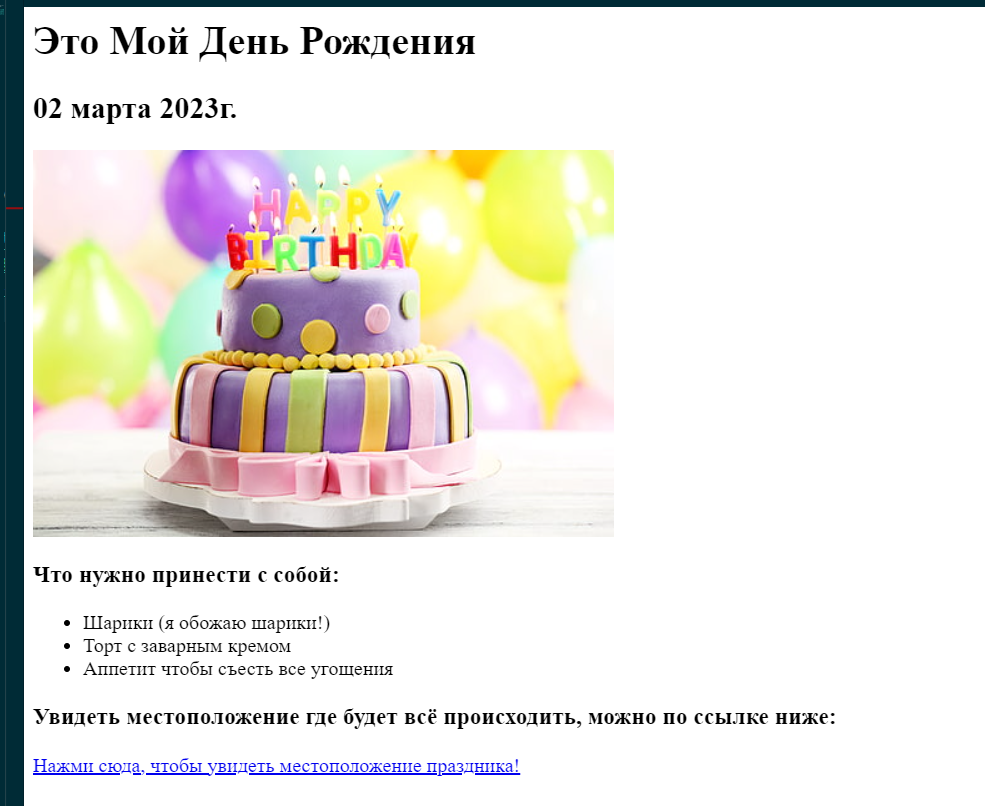 Это Мой День Рождения
02 марта 2023г.
HAPPY
BIRTHDAY
Что нужно принести с собой:
Шарики (я обожаю шарики!)
Торт с заварным кремом
Аппетит чтобы съесть все угощения
Увидеть местоположение где будет всё происходить, можно по ссылке ниже:
Нажми сюда, чтобы увидеть местоположение праздника!